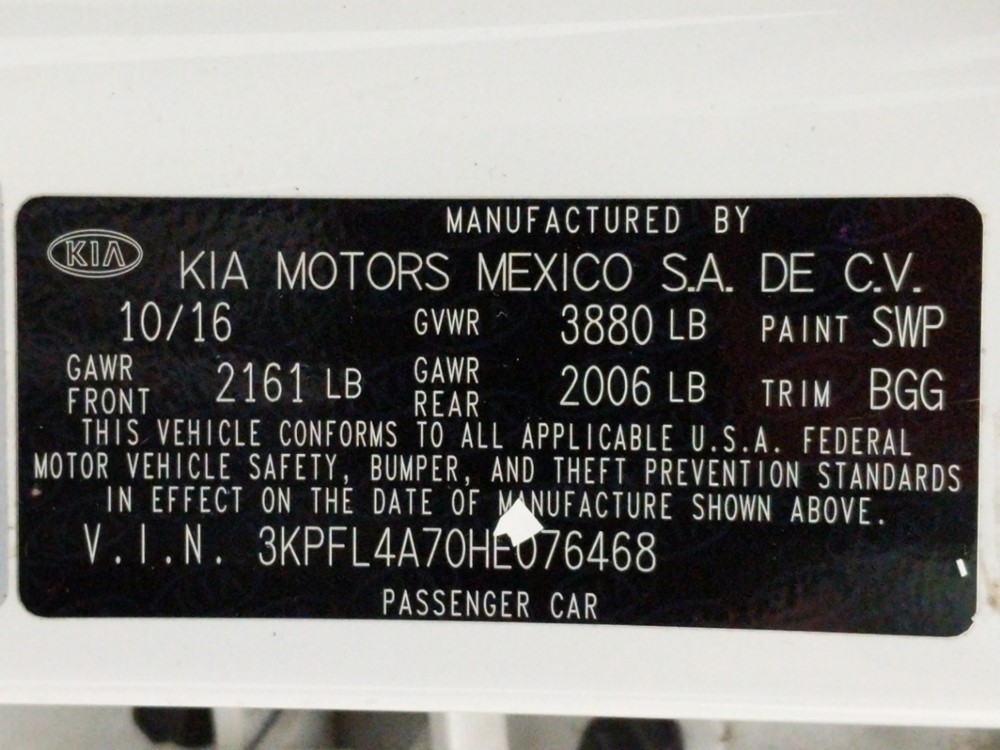 MANUFACTURED BY
KIA
KIA MOTORS MEXICO S.A. DE C.V.
10/16 GVWR 3880 LB PAINT SWP
GAWR FRONT 2161 LB GAWR REAR 2006 LB TRIM BGG
THIS VEHICLE CONFORMS TO ALL APPLICABLE U.S.A. FEDERAL
MOTOR VEHICLE SAFETY, BUMPER, AND THEFT PREVENTION STANDARDS
IN EFFECT ON THE DATE OF MANUFACTURE SHOWN ABOVE.
V.I.N. 3KPFL4A70HE076468
PASSENGER CAR